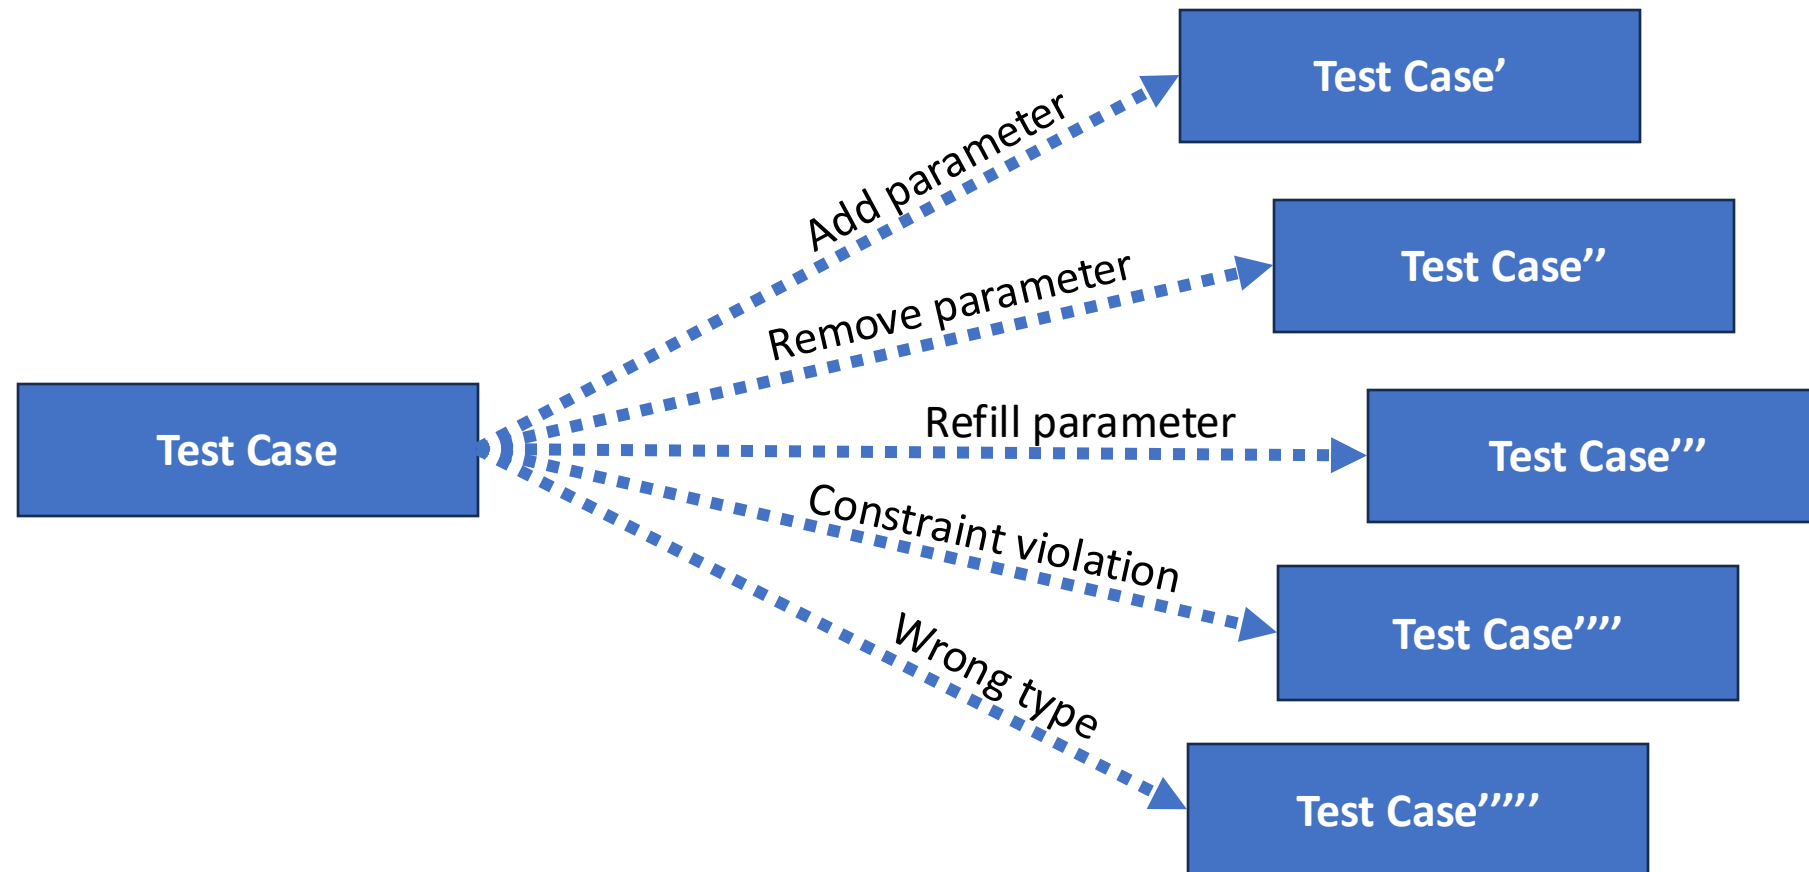 Test Case’
Add parameter
Test Case’’
Remove parameter
Refill parameter
Test Case
Test Case’’’
Constraint violation
Test Case’’’’
Wrong type
Test Case’’’’’